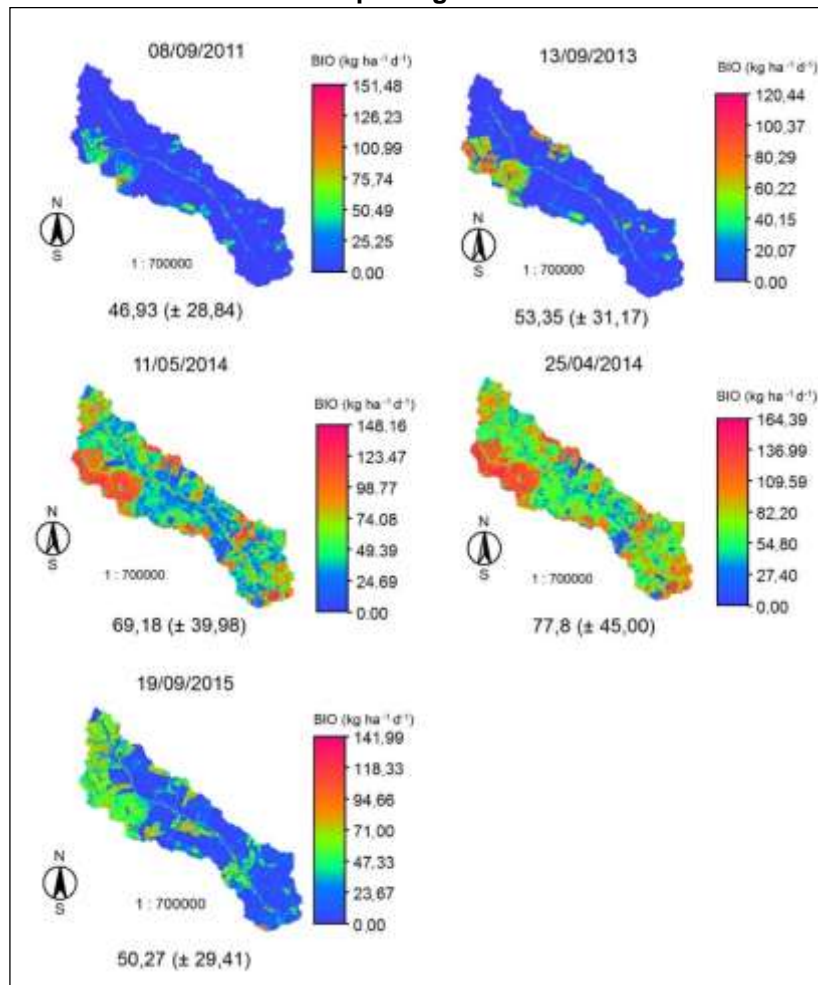 08/09/2011
BIO (kg ha⁻¹ d⁻¹)
151,48
126,23
100,99
75,74
50,49
25,25
0,00
N
S
1 : 700000
46,93 (± 28,84)
13/09/2013
BIO (kg ha⁻¹ d⁻¹)
120,44
100,37
80,29
60,22
40,15
20,07
0,00
N
S
1 : 700000
53,35 (± 31,17)
11/05/2014
BIO (kg ha⁻¹ d⁻¹)
148.16
123.47
98.77
74.08
49.39
24.69
0.00
N
S
1 : 700000
69,18 (± 39,98)
25/04/2014
BIO (kg ha⁻¹ d⁻¹)
164.39
136.99
109.59
82.20
54.80
27.40
0.00
N
S
1 : 700000
77,8 (± 45,00)
19/09/2015
BIO (kg ha⁻¹ d⁻¹)
141,99
118,33
94,66
71,00
47,33
23,67
0,00
N
S
1 : 700000
50,27 (± 29,41)